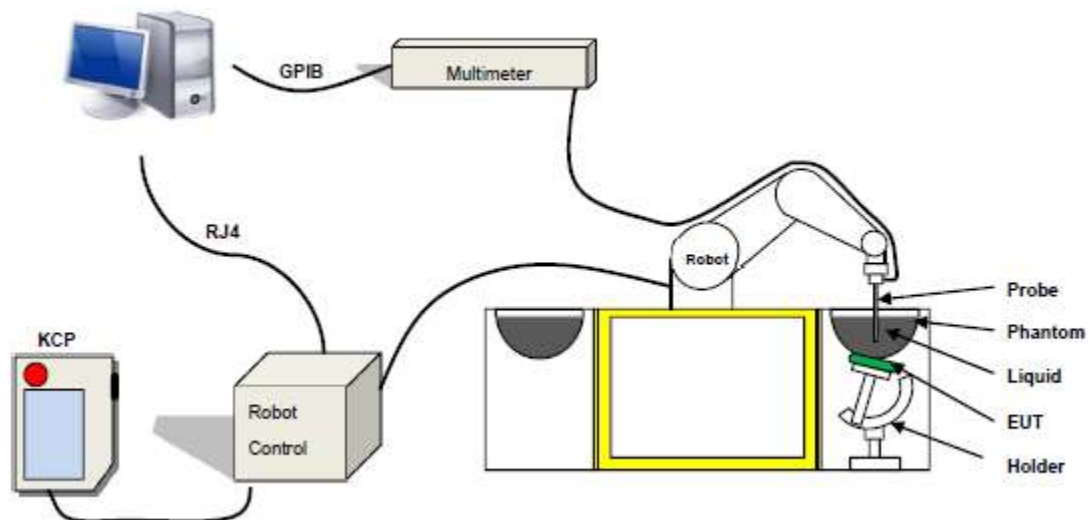 GPIB
Multimeter
RJ4
Robot
Probe
Phantom
KCP
Liquid
Robot
Control
EUT
Holder